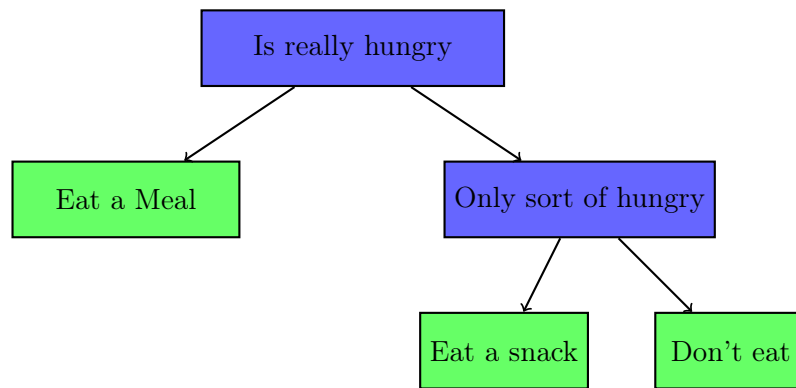 Is really hungry
Eat a Meal
Only sort of hungry
Eat a snack
Don't eat